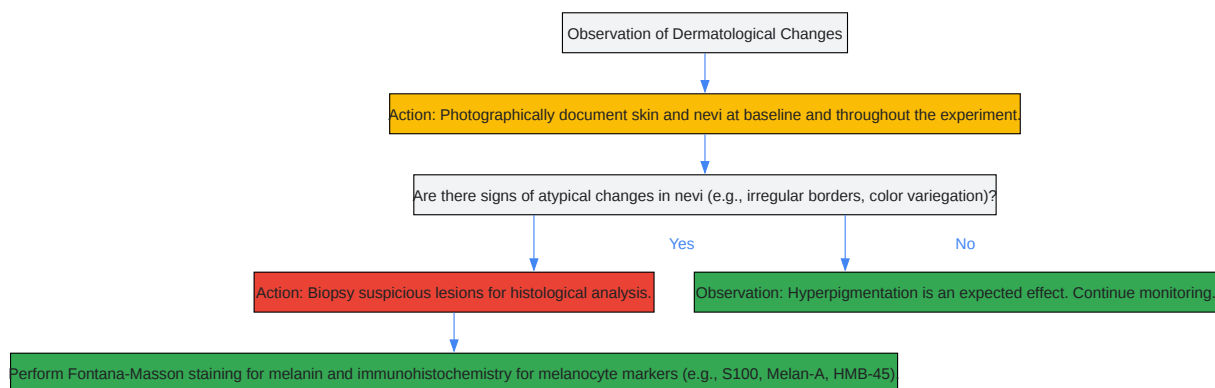 Observation of Dermatological Changes
Action: Photographically document skin and nevi at baseline and throughout the experiment.
Are there signs of atypical changes in nevi (e.g., irregular borders, color variegation)?
Yes
No
Action: Biopsy suspicious lesions for histological analysis.
Observation: Hyperpigmentation is an expected effect. Continue monitoring.
Perform Fontana-Masson staining for melanin and immunohistochemistry for melanocyte markers (e.g., S100, Melan-A, HMB-45).